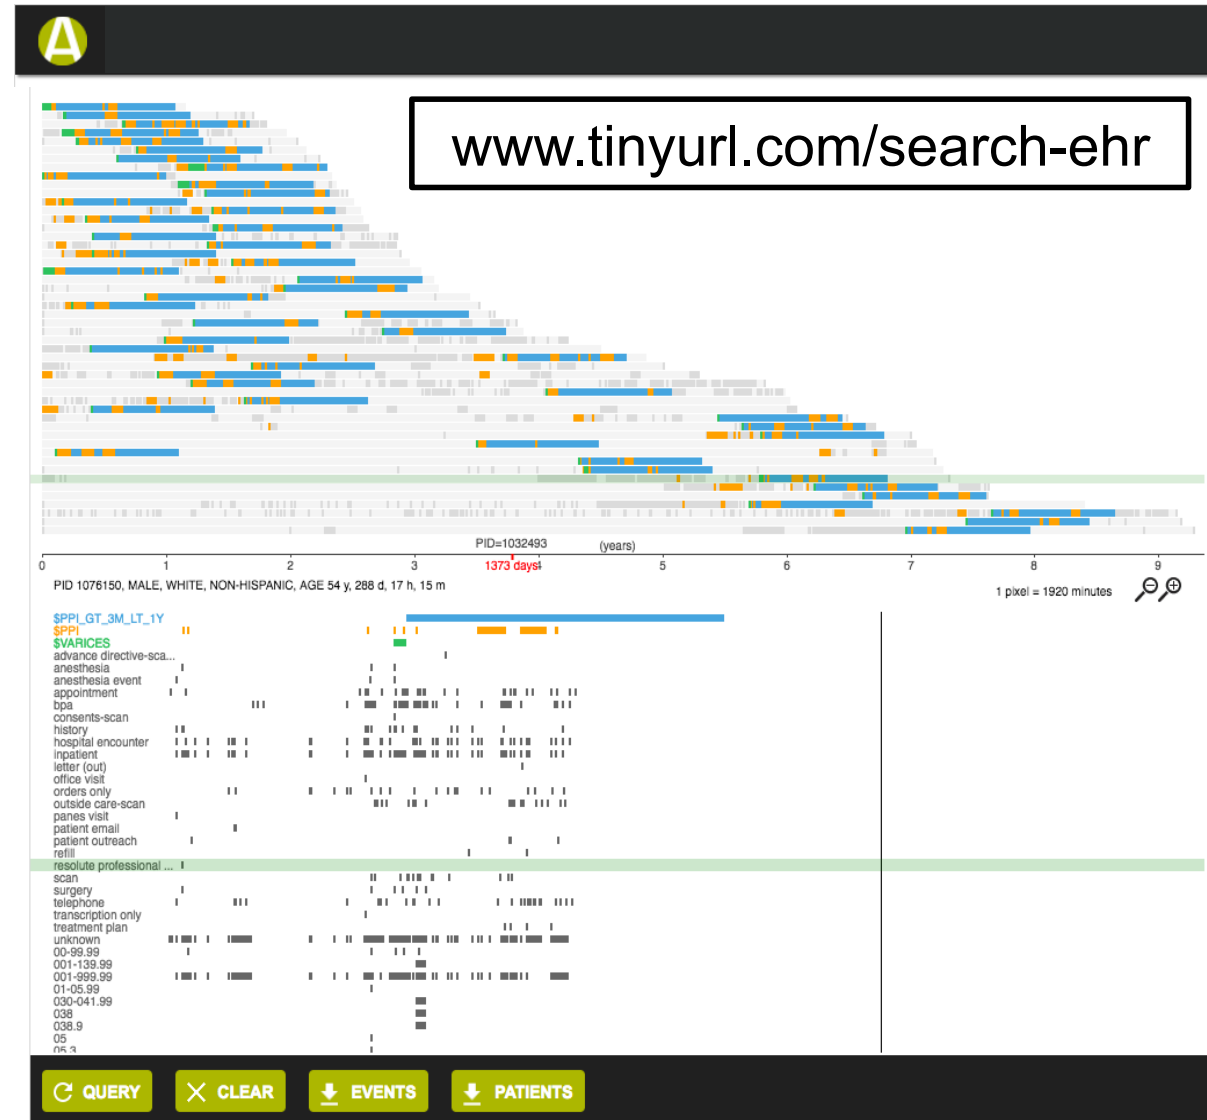 A
www.tinyurl.com/search-ehr
PID=1032493 (years)
0 1 2 3 4 5 6 7 8 9
1373 days
PID 1076150, MALE, WHITE, NON-HISPANIC, AGE 54 y, 288 d, 17 h, 15 m
1 pixel = 1920 minutes
$PPI_GT_3M_LT_1Y
$PPI
$VARICES
advance directive-sca...
anesthesia
anesthesia event
appointment
bpa
consents-scan
history
hospital encounter
inpatient
letter (out)
office visit
orders only
outside care-scan
panes visit
patient email
patient outreach
refill
resolute professional ...
scan
surgery
telephone
transcription only
treatment plan
unknown
00-99.99
001-139.99
001-999.99
01-05.99
030-041.99
038
038.9
05
05.3
QUERY CLEAR EVENTS PATIENTS